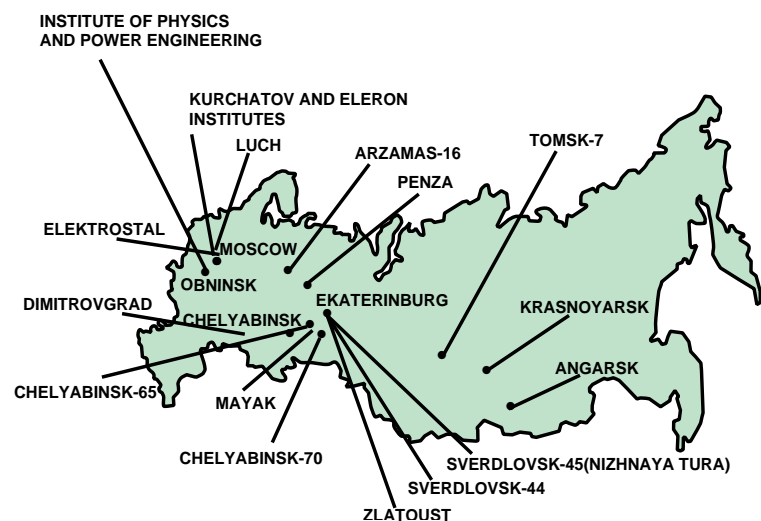 INSTITUTE OF PHYSICS
AND POWER ENGINEERING
KURCHATOV AND ELERON
INSTITUTES
LUCH
ARZAMAS-16
TOMSK-7
PENZA
ELEKTROSTAL
MOSCOW
OBNINSK
DIMITROVGRAD
CHELYABINSK
EKATERINBURG
KRASNOYARSK
ANGARSK
CHELYABINSK-65
MAYAK
CHELYABINSK-70
SVERDLOVSK-45(NIZHNAYA TURA)
SVERDLOVSK-44
ZLATOUST